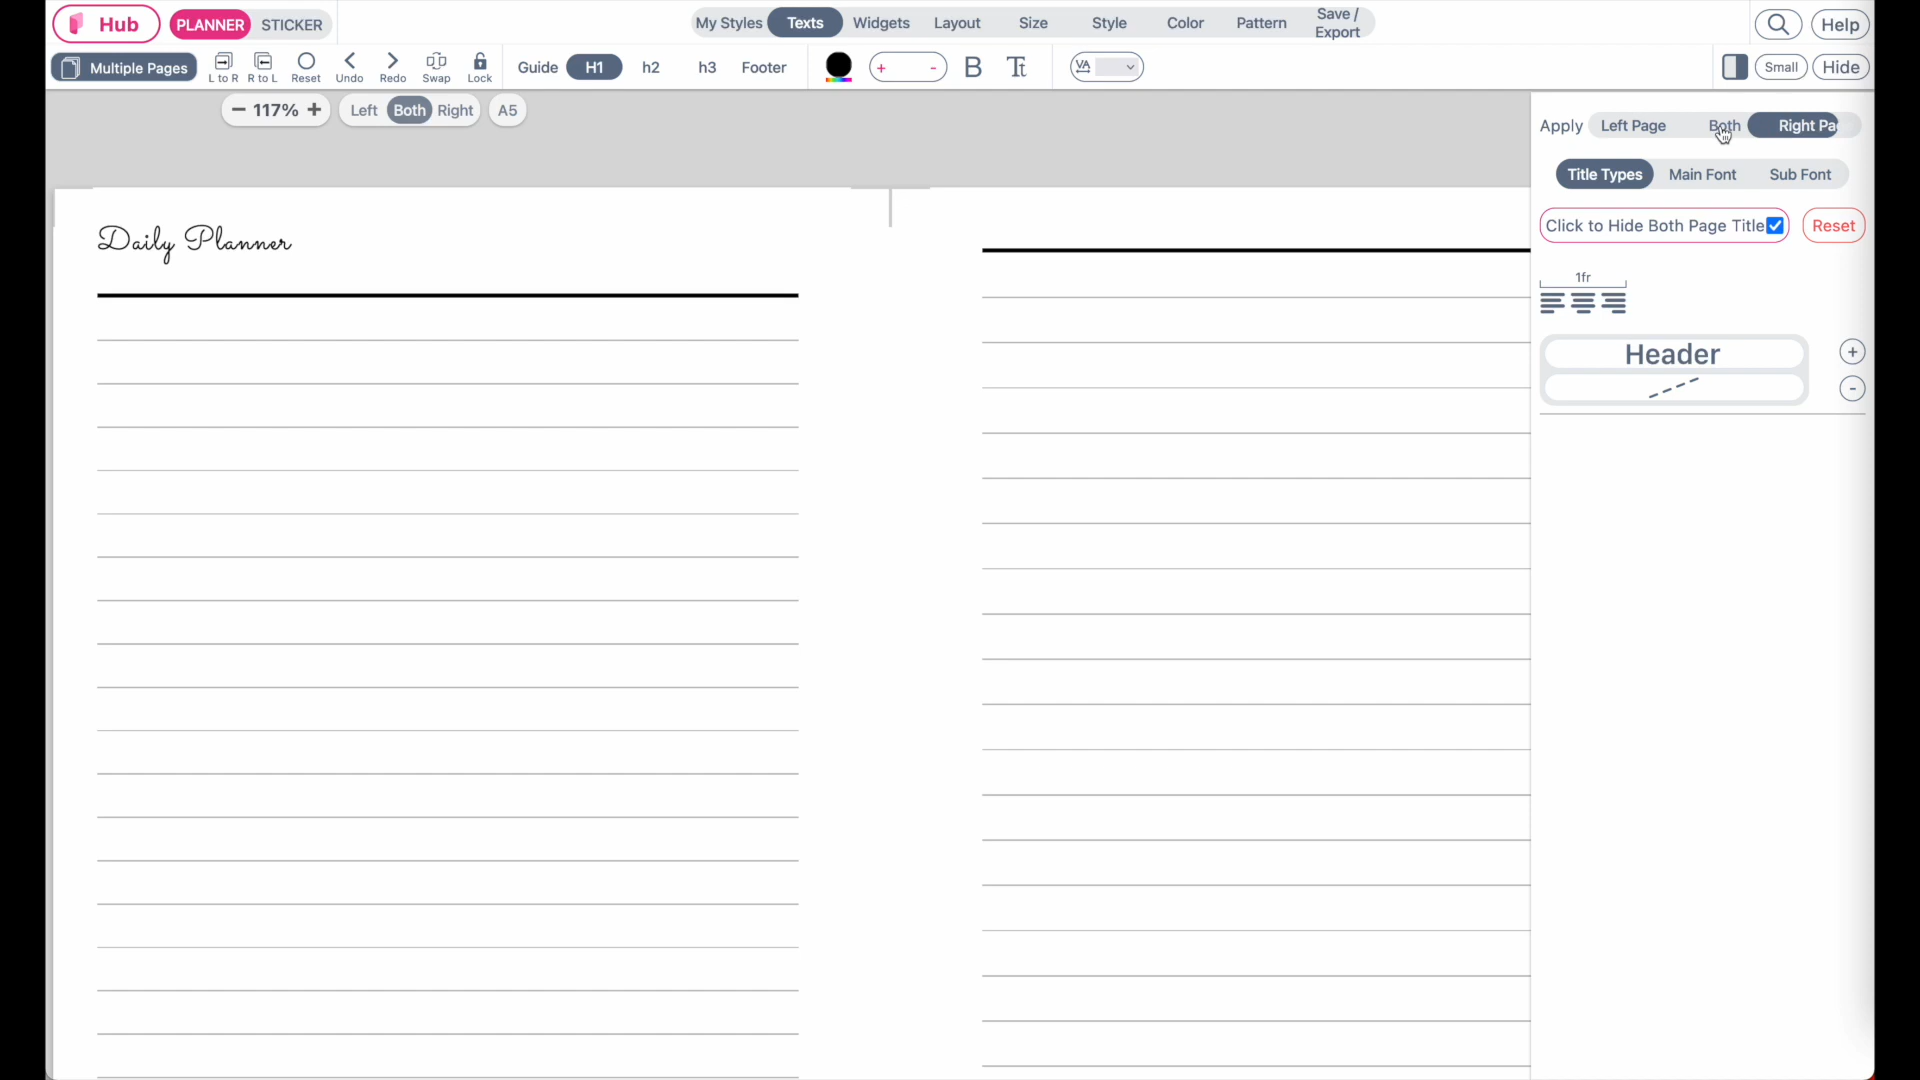 Hub PLANNER STICKER My Styles Texts Widgets Layout Size Style Color Pattern Save / Export Help
Multiple Pages L to R R to L Reset Undo Redo Swap Lock Guide H1 h2 h3 Footer + - B Tt VA Small Hide
− 117% + Left Both Right A5
Apply Left Page Both Right Pa
Title Types Main Font Sub Font
Click to Hide Both Page Title Reset
Daily Planner
1fr
Header +
-